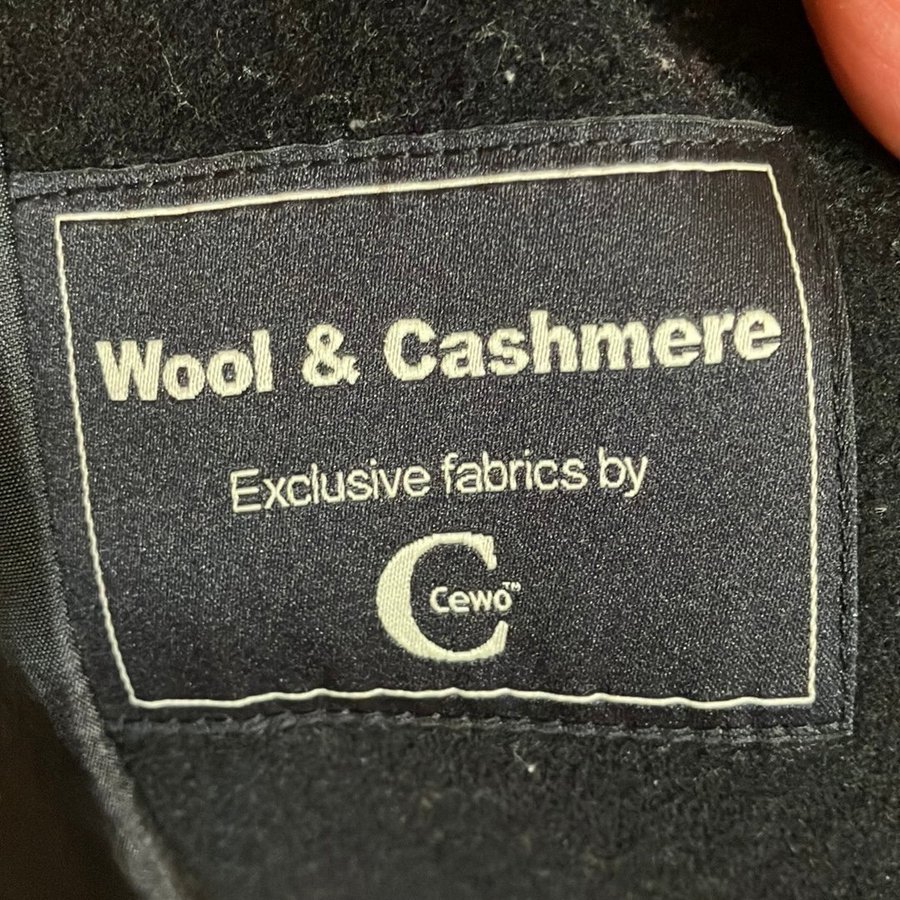 Wool & Cashmere
Exclusive fabrics by
C
Cewo™